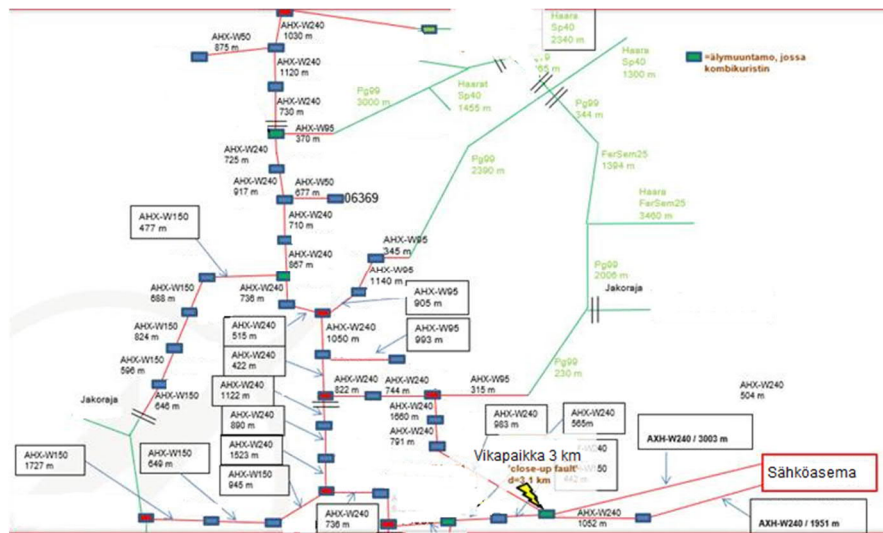 AHX-W240
1030 m
AHX-W50
875 m
AHX-W240
1120 m
AHX-W240
730 m
AHX-W95
370 m
AHX-W240
725 m
AHX-W240
917 m
AHX-W50
677 m
06369
AHX-W240
710 m
AHX-W240
867 m
AHX-W150
477 m
AHX-W240
736 m
AHX-W150
688 m
AHX-W150
824 m
AHX-W150
596 m
AHX-W150
646 m
Jakoraja
Haara
Sp40
2340 m
Haara
Sp40
1300 m
=älymuuntamo, jossa
kombikuristin
Pg99
3000 m
Haarat
Sp40
1455 m
Pg99
344 m
FerSem25
1394 m
Pg99
2390 m
Haara
FerSem25
3460 m
Pg99
2006 m
Jakoraja
Pg99
230 m
AHX-W95
345 m
AHX-W95
1140 m
AHX-W95
905 m
AHX-W95
993 m
AHX-W240
515 m
AHX-W240
1050 m
AHX-W240
422 m
AHX-W240
1122 m
AHX-W240
890 m
AHX-W240
1523 m
AHX-W150
945 m
AHX-W240
822 m
AHX-W240
744 m
AHX-W95
315 m
AHX-W240
1660 m
AHX-W240
791 m
AHX-W240
983 m
AHX-W240
565m
AHX-W240
504 m
AXH-W240 / 3003 m
Vikapaikka 3 km
'close-up fault'
d=3.1 km
442 m
Sähköasema
AHX-W150
1727 m
AHX-W150
649 m
AHX-W240
736 m
AHX-W240
1052 m
AXH-W240 / 1951 m